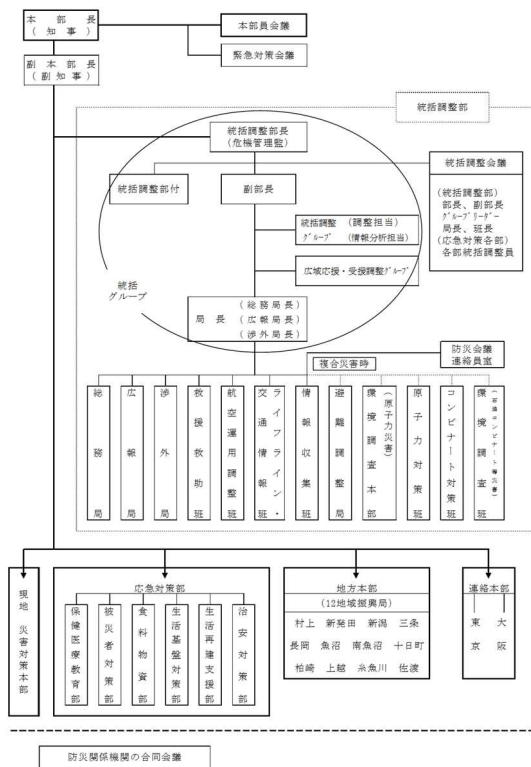 本部長
(知事)
本部員会議
緊急対策会議
副本部長
(副知事)
統括調整部
統括調整部長
(危機管理監)
統括調整部付
副部長
統括調整会議
(統括調整部)
部長、副部長
グループリーダー
局長、班長
(応急対策各部)
各部統括調整員
統括調整 (調整担当)
グループ (情報分析担当)
広域応援・受援調整グループ
統括
グループ
(総務局長)
局長 (広報局長)
(渉外局長)
複合災害時
防災会議
連絡員室
総務局
広報局
渉外局
救援救助班
航空運用調整班
ライフライン・
交通情報班
情報収集班
避難調整局
(原子力災害)
環境調査本部
原子力対策班
コンビナート対策班
環境調査班
現地災害対策本部
応急対策部
保健医療教育部
被災者対策部
食料物資部
生活基盤対策部
生活再建支援部
治安対策部
地方本部
(12地域振興局)
村上 新発田 新潟 三条
長岡 魚沼 南魚沼 十日町
柏崎 上越 糸魚川 佐渡
連絡本部
東京
大阪
防災関係機関の合同会議